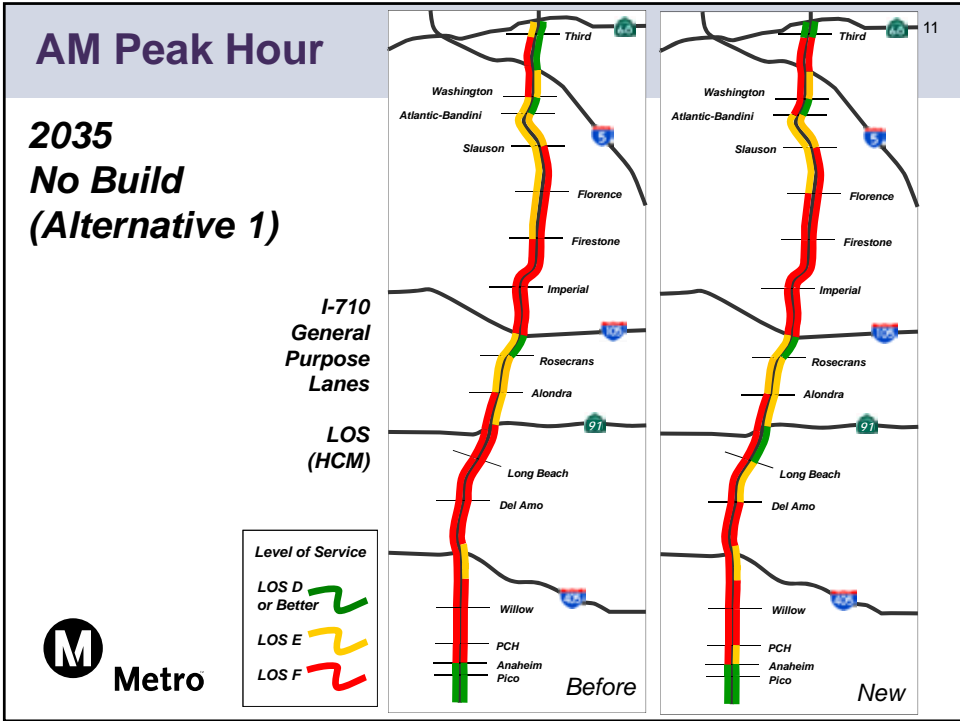 AM Peak Hour
11
2035
No Build
(Alternative 1)
I-710
General
Purpose
Lanes
LOS
(HCM)
Level of Service
LOS D
or Better
LOS E
LOS F
M
Metro
60
Third
Washington
Atlantic-Bandini
5
Slauson
Florence
Firestone
Imperial
105
Rosecrans
Alondra
91
Long Beach
Del Amo
405
Willow
PCH
Anaheim
Pico
Before
60
Third
Washington
Atlantic-Bandini
5
Slauson
Florence
Firestone
Imperial
105
Rosecrans
Alondra
91
Long Beach
Del Amo
405
Willow
PCH
Anaheim
Pico
New